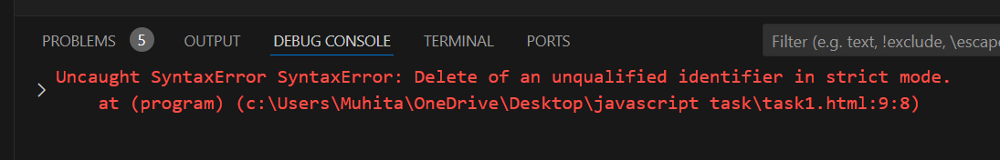 PROBLEMS 5 OUTPUT DEBUG CONSOLE TERMINAL PORTS Filter (e.g. text, !exclude, \escape
Uncaught SyntaxError SyntaxError: Delete of an unqualified identifier in strict mode.
at (program) (c:\Users\Muhita\OneDrive\Desktop\javascript task\task1.html:9:8)